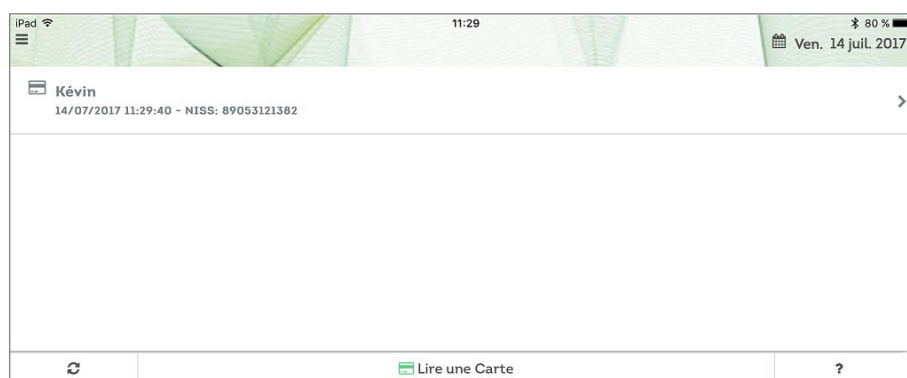 iPad 11:29 80 %
Ven. 14 juil. 2017
Kévin
14/07/2017 11:29:40 - NISS: 89053121382
Lire une Carte ?